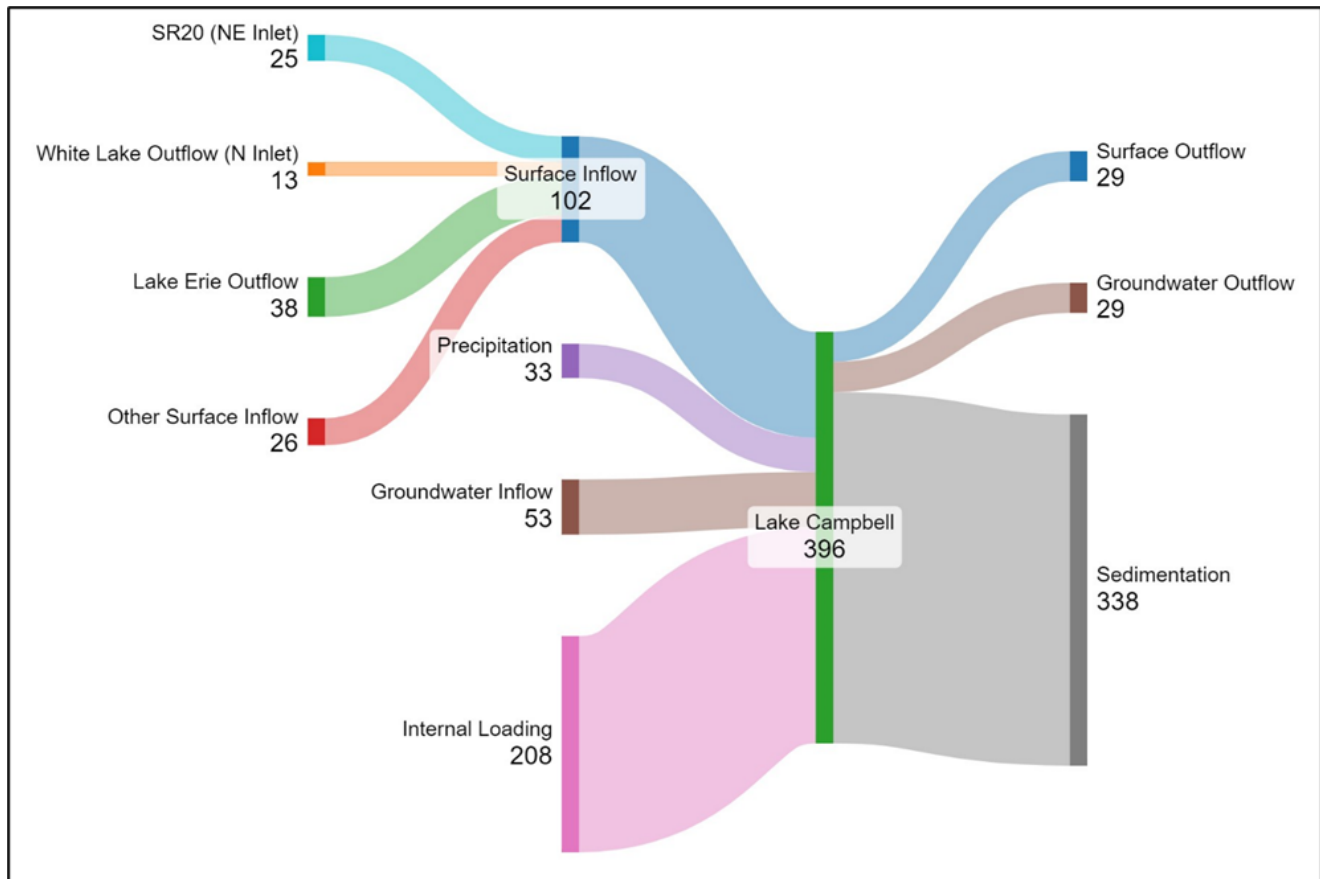 SR20 (NE Inlet)
25
White Lake Outflow (N Inlet)
13
Lake Erie Outflow
38
Other Surface Inflow
26
Surface Inflow
102
Precipitation
33
Groundwater Inflow
53
Internal Loading
208
Lake Campbell
396
Surface Outflow
29
Groundwater Outflow
29
Sedimentation
338